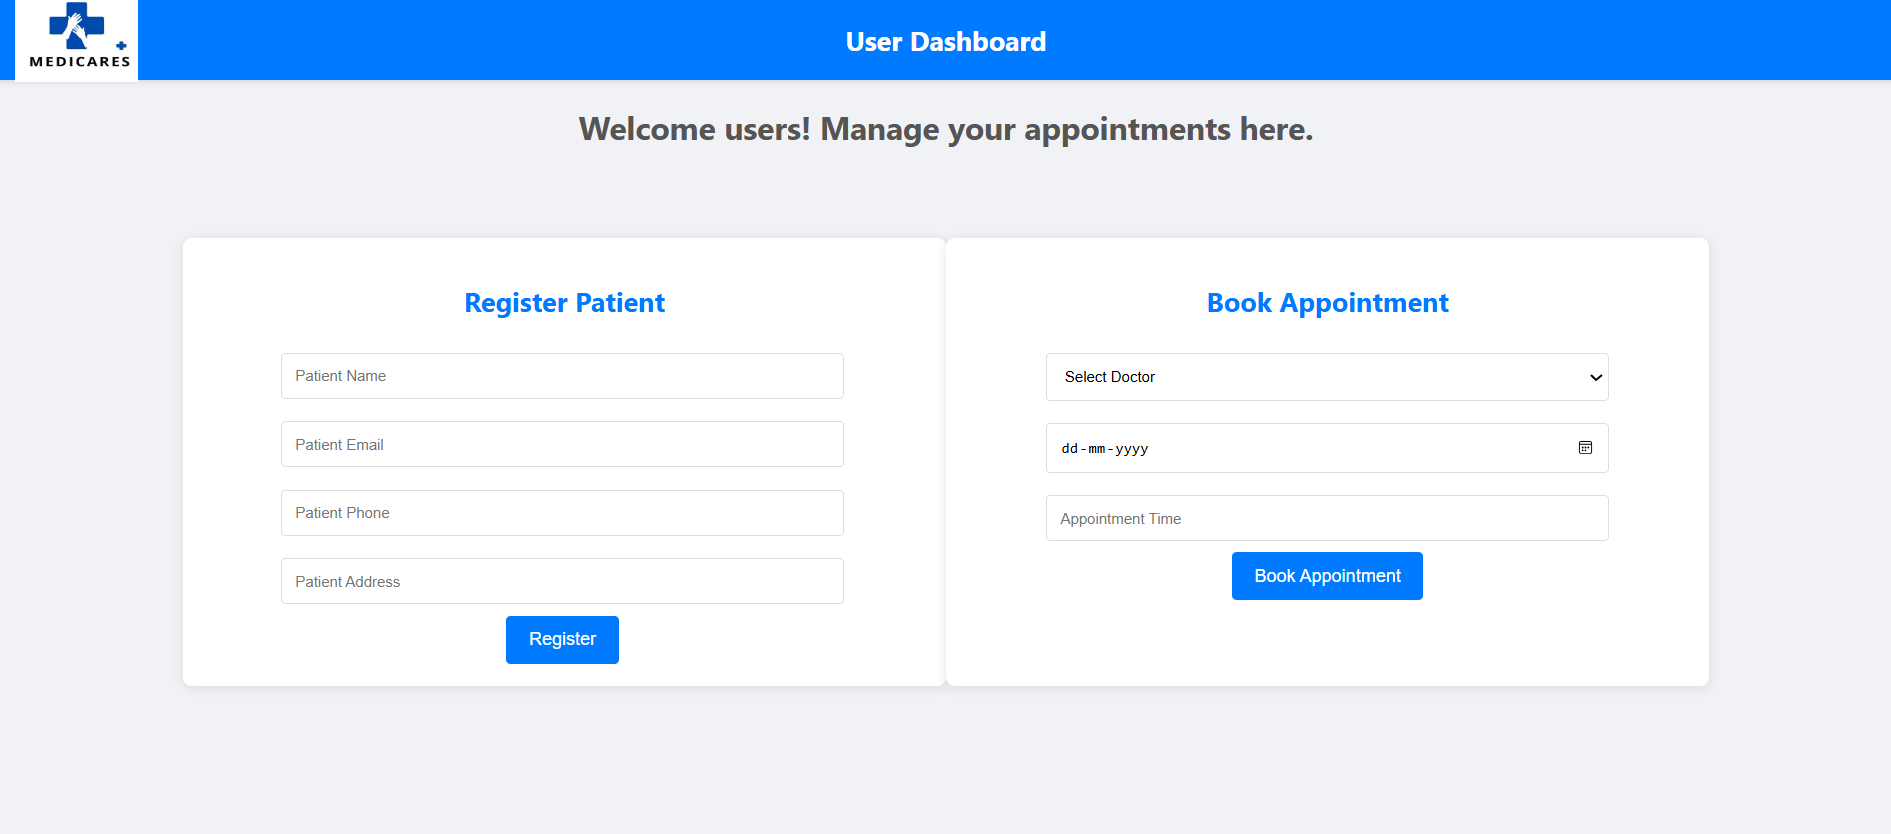 MEDICARES
User Dashboard
Welcome users! Manage your appointments here.
Register Patient
Patient Name
Patient Email
Patient Phone
Patient Address
Register
Book Appointment
Select Doctor
dd-mm-yyyy
Appointment Time
Book Appointment